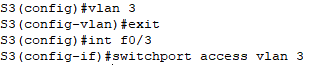 S3(config)#vlan 3
S3(config-vlan)#exit
S3(config)#int f0/3
S3(config-if)#switchport access vlan 3